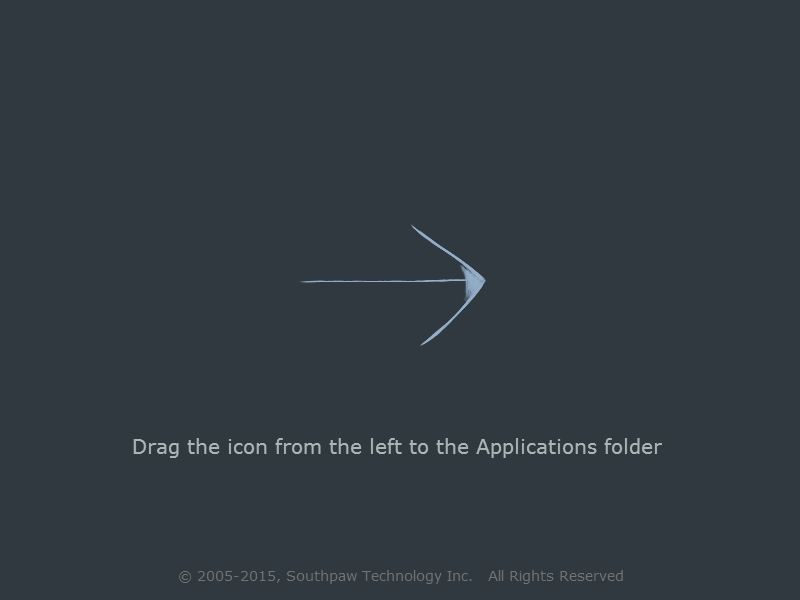 Drag the icon from the left to the Applications folder
© 2005-2015, Southpaw Technology Inc. All Rights Reserved